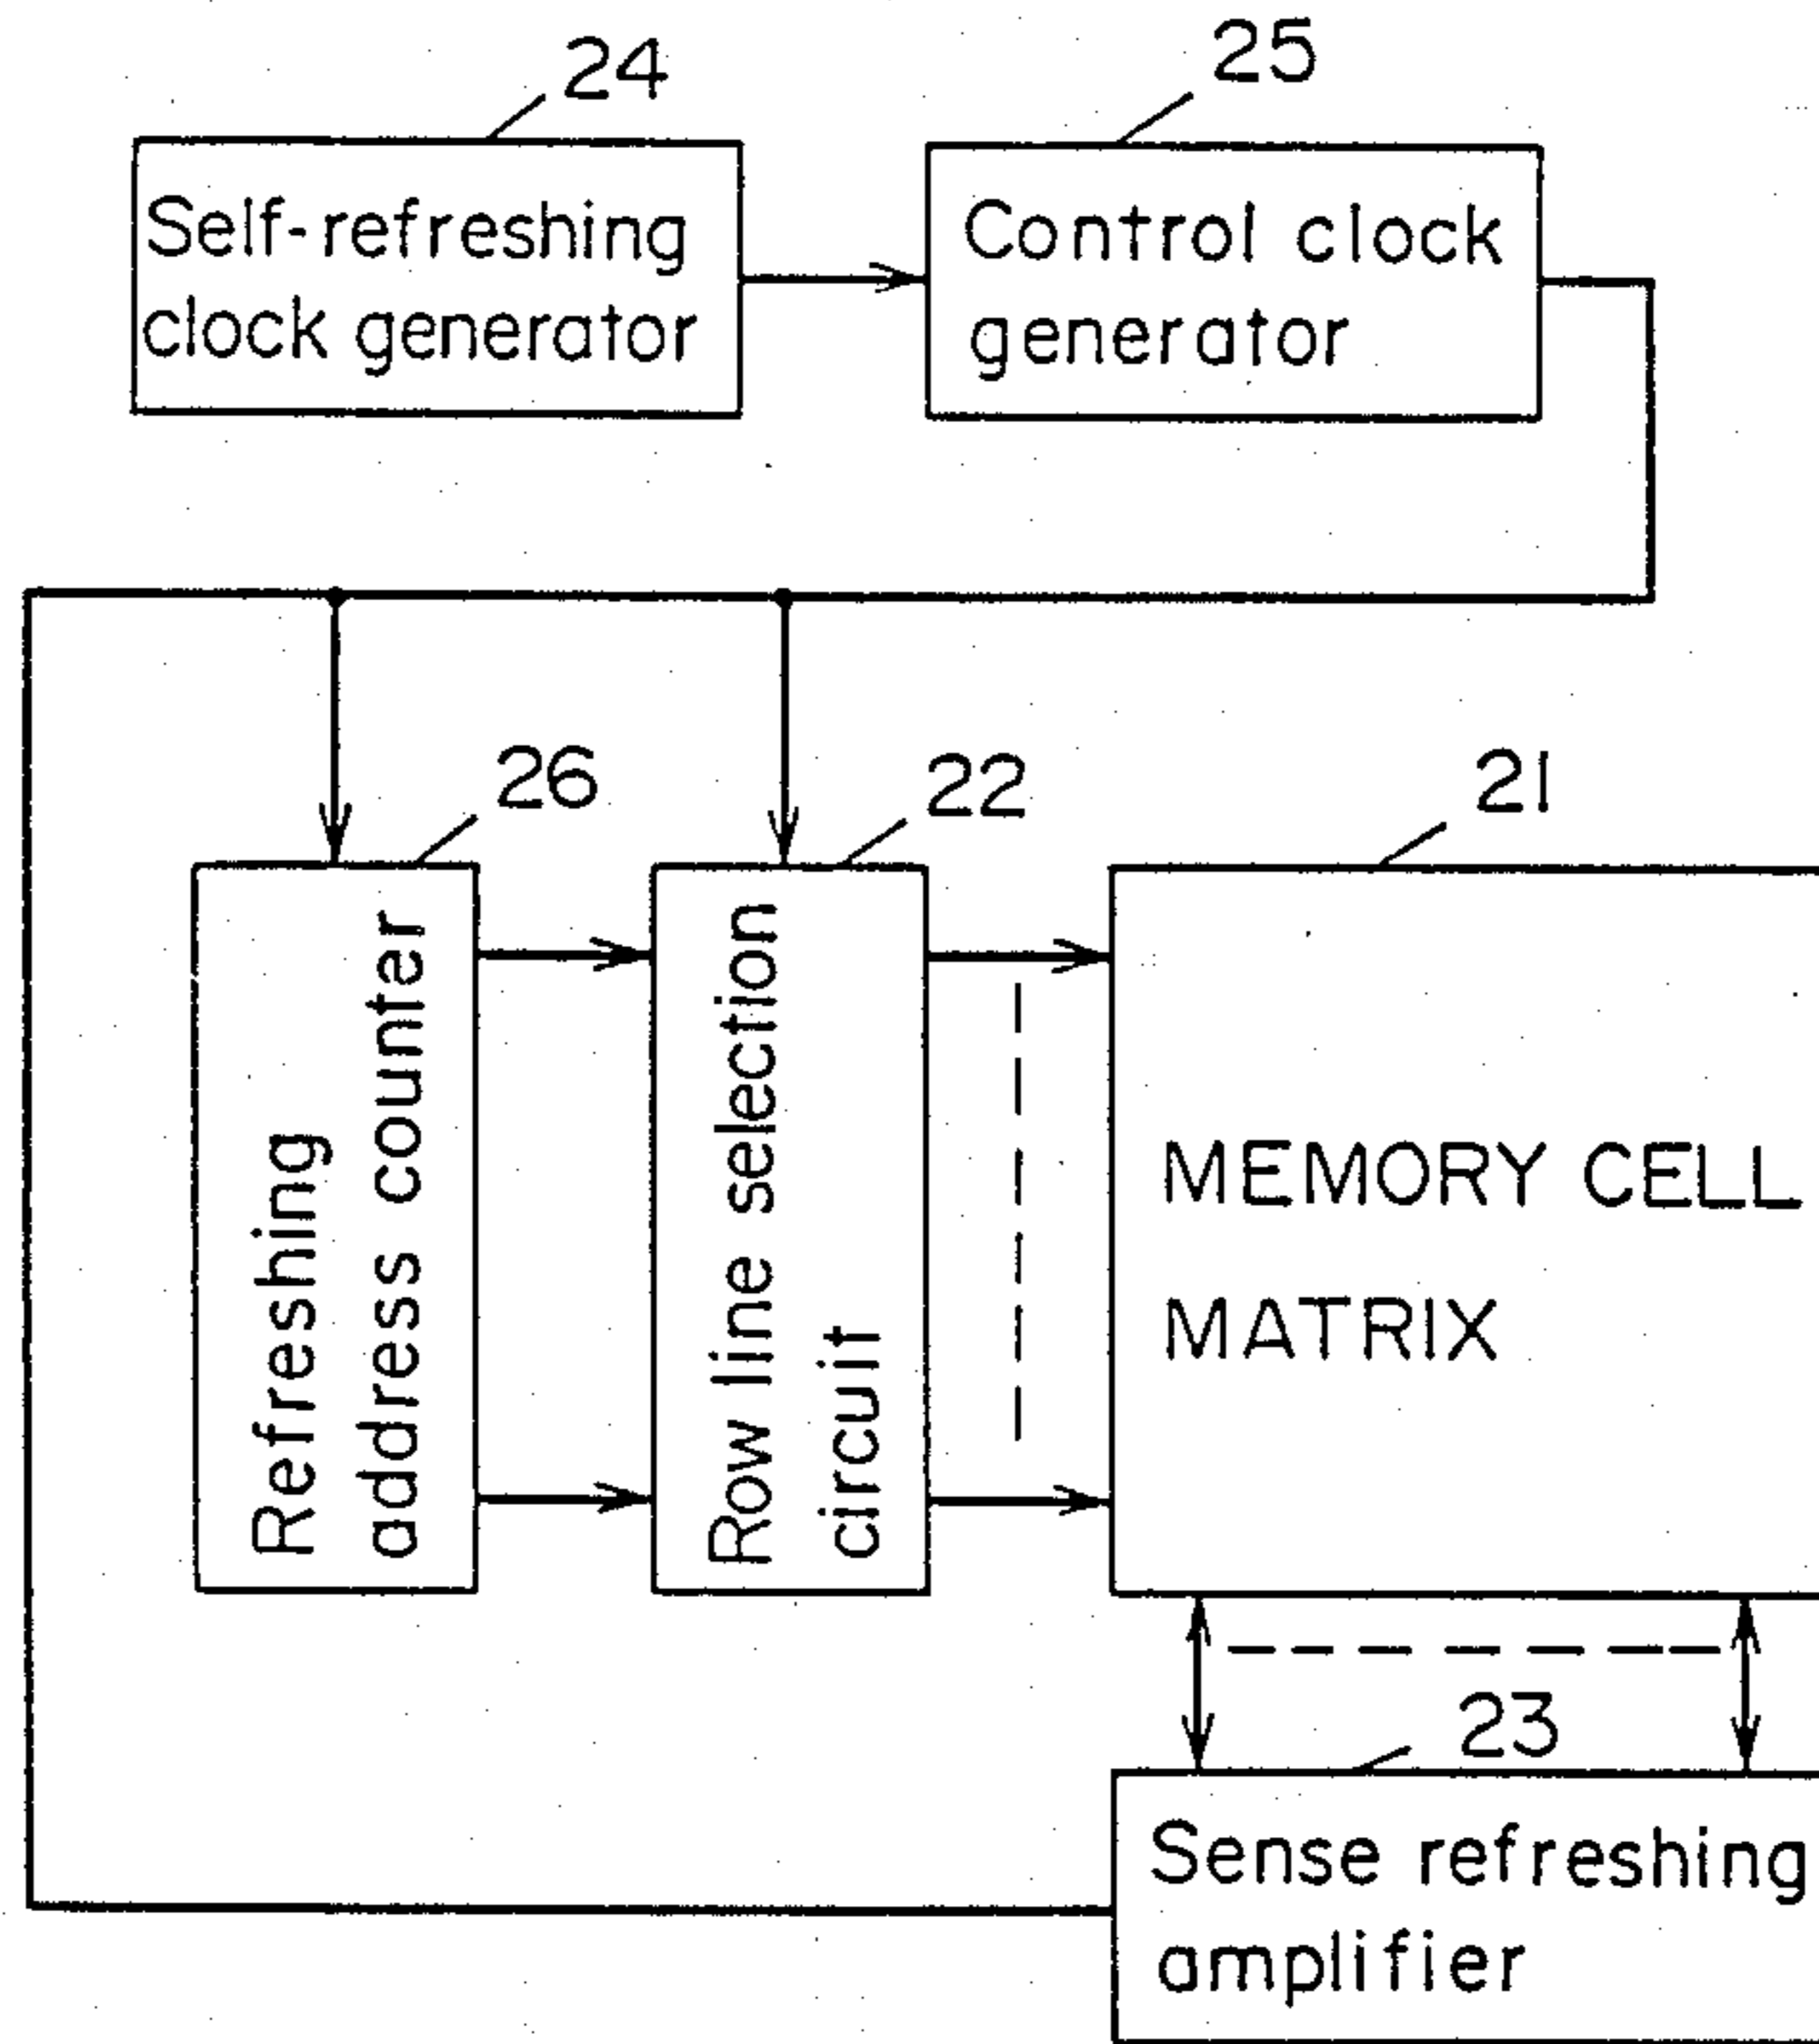 24
25
Self-refreshing
clock generator
Control clock
generator
26
22
21
Refreshing
address counter
Row line selection
circuit
MEMORY CELL
MATRIX
23
Sense refreshing
amplifier